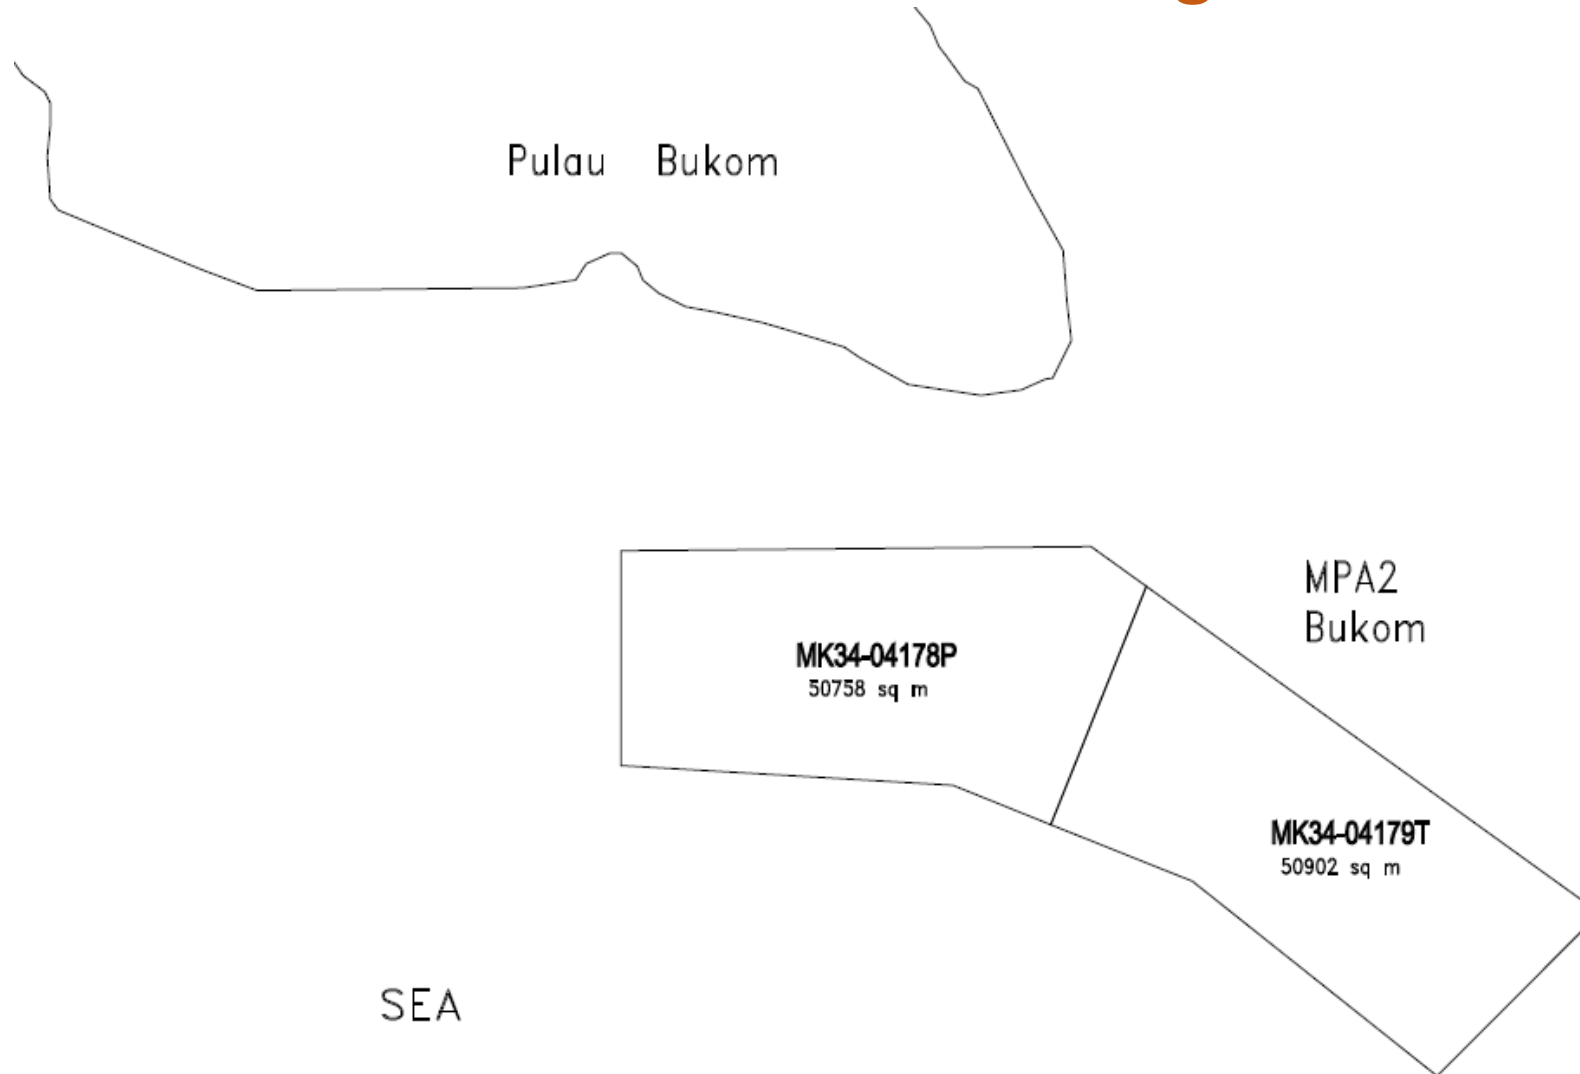 Pulau Bukom
MPA2
Bukom
MK34-04178P
50758 sq m
MK34-04179T
50902 sq m
SEA